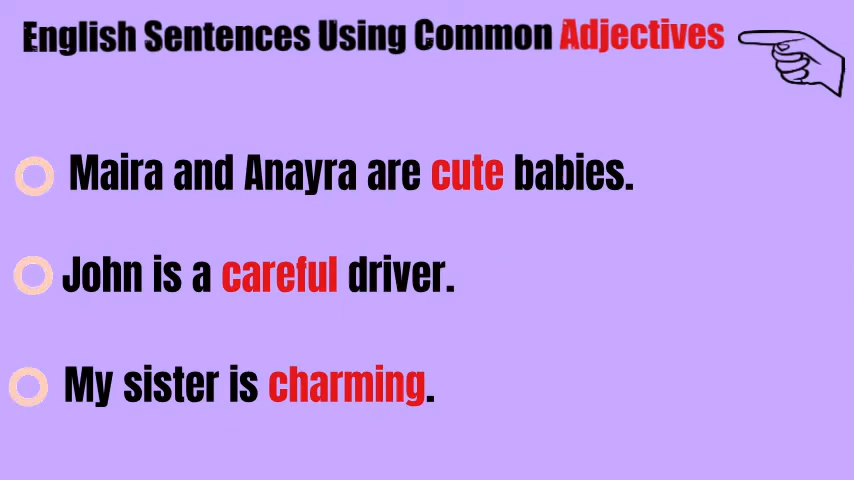 English Sentences Using Common Adjectives
Maira and Anayra are cute babies.
John is a careful driver.
My sister is charming.